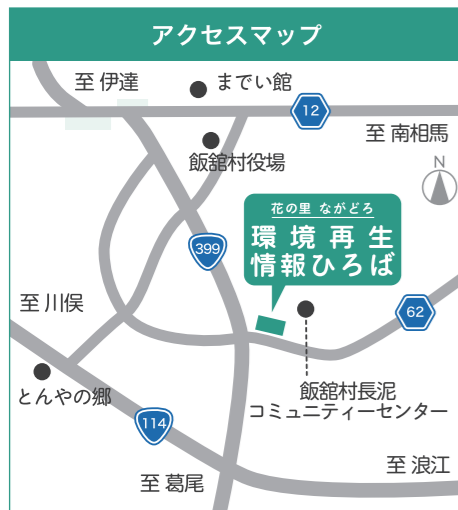 アクセスマップ
至 伊達
までい館
12
至 南相馬
飯舘村役場
N
花の里 ながどろ
環境再生
情報ひろば
399
至 川俣
62
とんやの郷
飯舘村長泥
コミュニティーセンター
114
至 浪江
至 葛尾